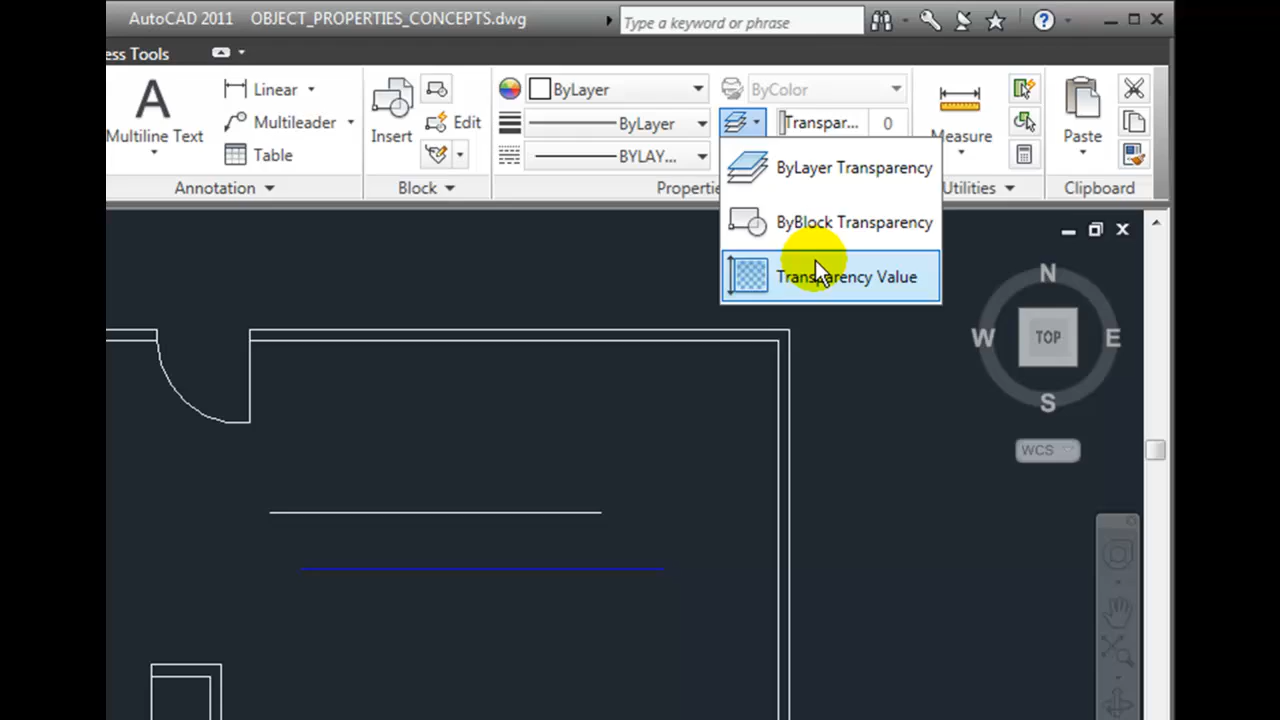 AutoCAD 2011 OBJECT_PROPERTIES_CONCEPTS.dwg
Type a keyword or phrase
ess Tools
Linear
ByLayer
ByColor
Multileader
Edit
ByLayer
Transpar...
0
Multiline Text
Insert
Measure
Paste
Table
BYLAY...
Annotation
Block
Propertie
Utilities
Clipboard
ByLayer Transparency
ByBlock Transparency
Transparency Value
N
W
TOP
E
S
WCS